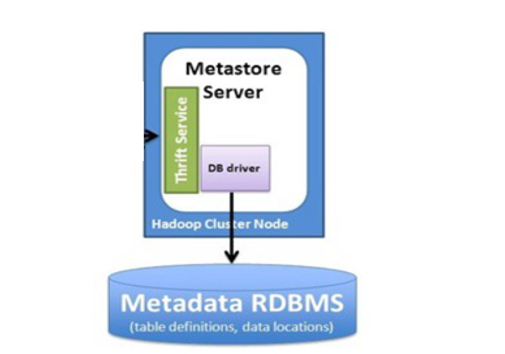 Metastore
Server
Thrift Service
DB driver
Hadoop Cluster Node
Metadata RDBMS
(table definitions, data locations)